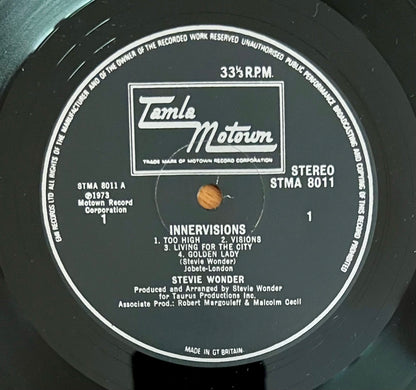 EMI RECORDS LTD ALL RIGHTS OF THE MANUFACTURER AND OF THE OWNER OF THE RECORDED WORK RESERVED UNAUTHORISED PUBLIC PERFORMANCE BROADCASTING AND COPYING OF THIS RECORD PROHIBITED
33⅓ R.P.M.
Tamla
Motown
TRADE MARK OF MOTOWN RECORD CORPORATION
STMA 8011 A
℗1973
Motown Record
Corporation
1
STEREO
STMA 8011
1
INNERVISIONS
1. TOO HIGH 2. VISIONS
3. LIVING FOR THE CITY
4. GOLDEN LADY
(Stevie Wonder)
Jobete-London
STEVIE WONDER
Produced and Arranged by Stevie Wonder
for Taurus Productions Inc.
Associate Prod.: Robert Margouleff & Malcolm Cecil
MADE IN GT BRITAIN.